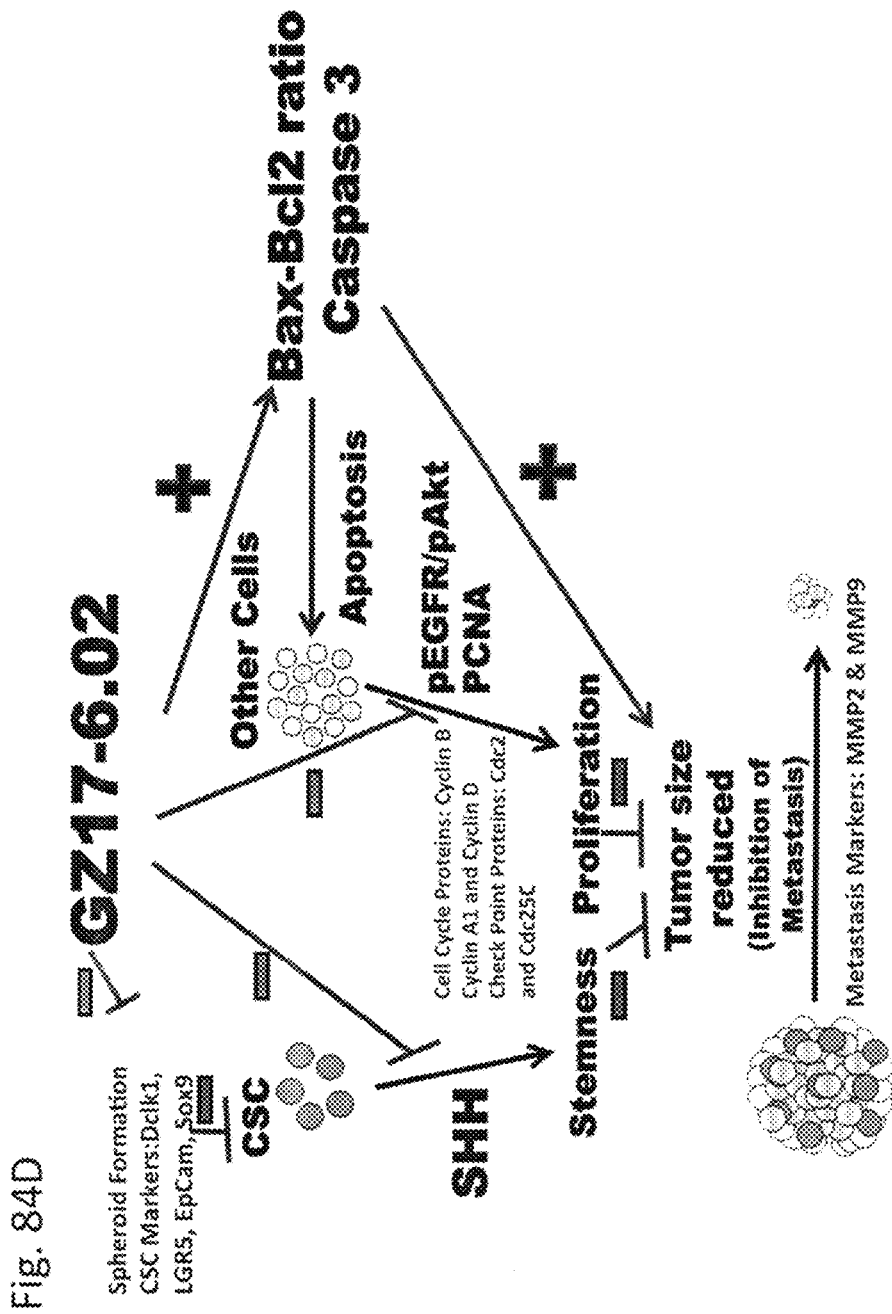 Fig. 84D
GZ17-6.02
Spheroid Formation
CSC Markers:Dclk1,
LGR5, EpCam, Sox9
CSC
Other Cells
Apoptosis
Bax-Bcl2 ratio
Caspase 3
SHH
pEGFR/pAkt
PCNA
Cell Cycle Proteins: Cyclin B
Cyclin A1 and Cyclin D
Check Point Proteins: Cdc2
and Cdc25C
Stemness
Proliferation
Tumor size
reduced
(Inhibition of
Metastasis)
Metastasis Markers: MMP2 & MMP9